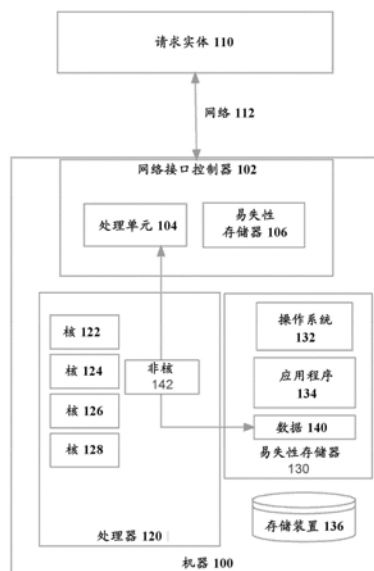 请求实体 110
网络 112
网络接口控制器 102
处理单元 104
易失性
存储器 106
核 122
核 124
核 126
核 128
非核
142
处理器 120
操作系统
132
应用程序
134
数据 140
易失性存储器
130
存储装置 136
机器 100